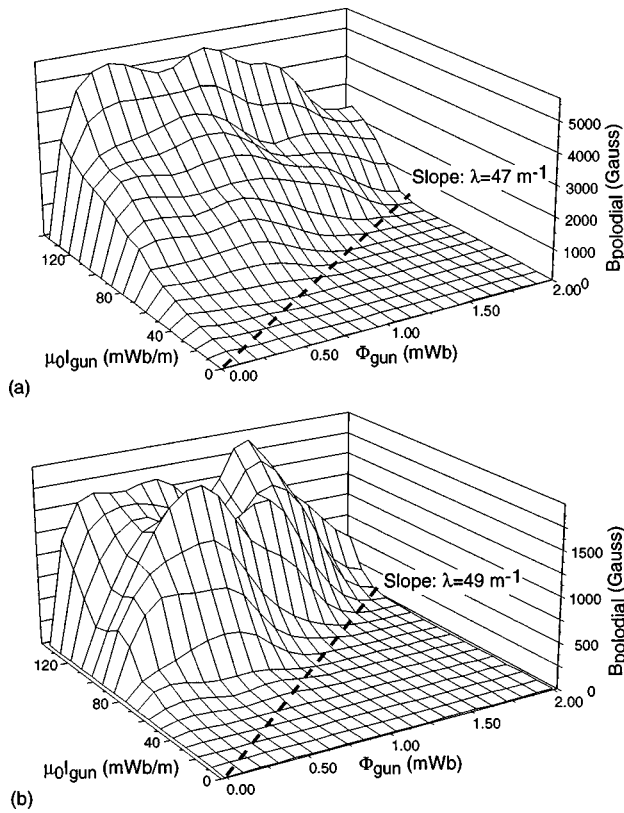 5000
4000
3000
2000
1000
0
Bpolodial (Gauss)
Slope: λ=47 m-1
2.00
1.50
1.00
0.50
0.00
Φgun (mWb)
120
80
40
0
μ0Igun (mWb/m)
(a)
1500
1000
500
0
Bpolodial (Gauss)
Slope: λ=49 m-1
2.00
1.50
1.00
0.50
0.00
Φgun (mWb)
120
80
40
0
μ0Igun (mWb/m)
(b)